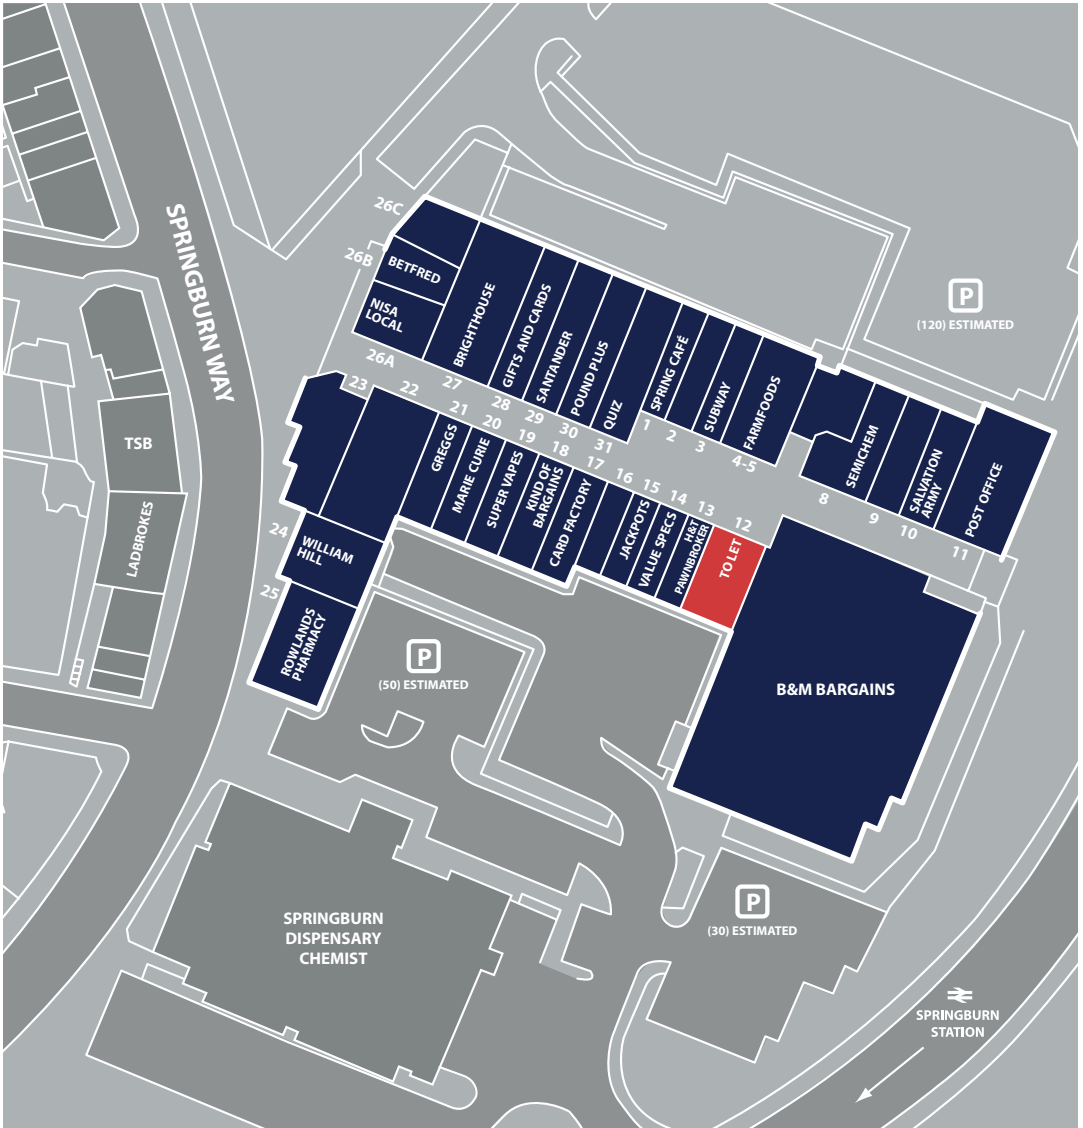 SPRINGBURN WAY
26C
26B
BETFRED
NISA
LOCAL
26A
BRIGHTHOUSE
27
GIFTS AND CARDS
28
SANTANDER
29
POUND PLUS
30
QUIZ
31
SPRING CAFÉ
1
2
SUBWAY
3
FARMFOODS
4-5
SEMICHEM
8
9
SALVATION
ARMY
10
POST OFFICE
11
P
(120) ESTIMATED
23
22
GREGGS
21
MARIE CURIE
20
SUPER VAPES
19
KIND OF
BARGAINS
18
CARD FACTORY
17
16
JACKPOTS
15
VALUE SPECS
14
H&T
PAWNBROKER
13
TO LET
12
24
WILLIAM
HILL
25
ROWLANDS
PHARMACY
TSB
LADBROKES
P
(50) ESTIMATED
B&M BARGAINS
SPRINGBURN
DISPENSARY
CHEMIST
P
(30) ESTIMATED
SPRINGBURN
STATION